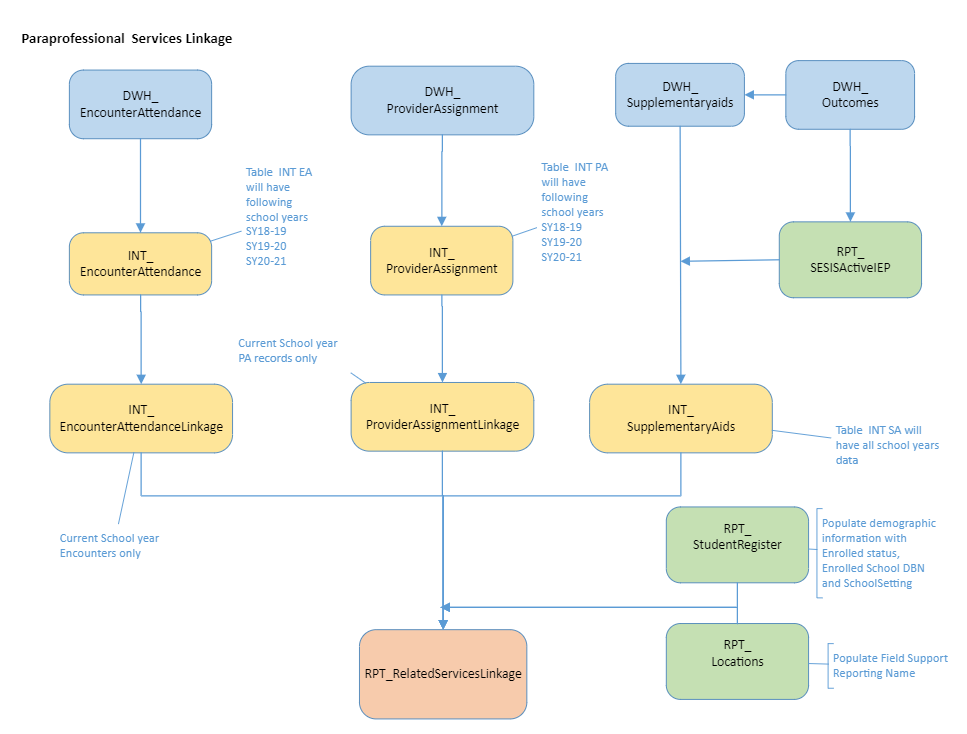 Paraprofessional  Services Linkage
DWH_
EncounterAttendance
DWH_
ProviderAssignment
DWH_
Supplementaryaids
DWH_
Outcomes
Table  INT EA
will have
following
school years
SY18-19
SY19-20
SY20-21
Table  INT PA
will have
following
school years
SY18-19
SY19-20
SY20-21
INT_
EncounterAttendance
INT_
ProviderAssignment
RPT_
SESISActiveIEP
Current School year
PA records only
INT_
EncounterAttendanceLinkage
INT_
ProviderAssignmentLinkage
INT_
SupplementaryAids
Table  INT SA will
have all school years
data
Current School year
Encounters only
RPT_
StudentRegister
Populate demographic
information with
Enrolled status,
Enrolled School DBN
and SchoolSetting
RPT_RelatedServicesLinkage
RPT_
Locations
Populate Field Support
Reporting Name